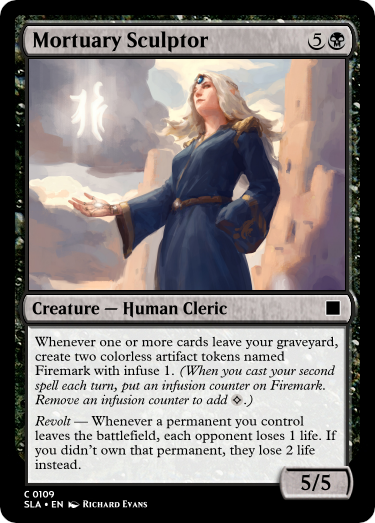 Mortuary Sculptor 5
Creature — Human Cleric
Whenever one or more cards leave your graveyard,
create two colorless artifact tokens named
Firemark with infuse 1. (When you cast your second
spell each turn, put an infusion counter on Firemark.
Remove an infusion counter to add .)
Revolt — Whenever a permanent you control
leaves the battlefield, each opponent loses 1 life. If
you didn't own that permanent, they lose 2 life
instead.
5/5
C 0109
SLA • EN Richard Evans